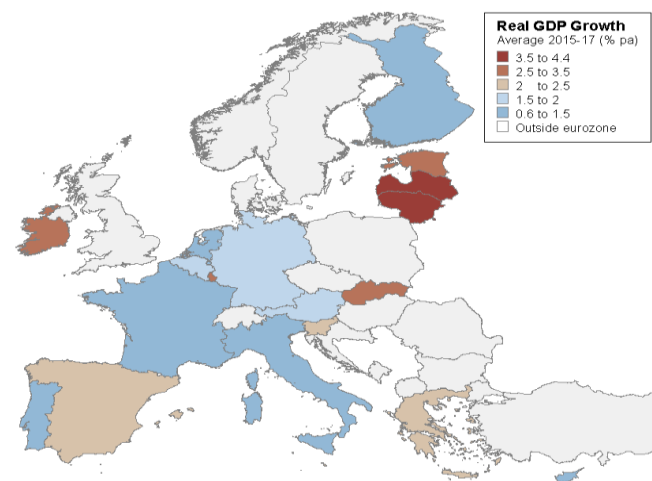 Real GDP Growth
Average 2015-17 (% pa)
3.5 to 4.4
2.5 to 3.5
2 to 2.5
1.5 to 2
0.6 to 1.5
Outside eurozone